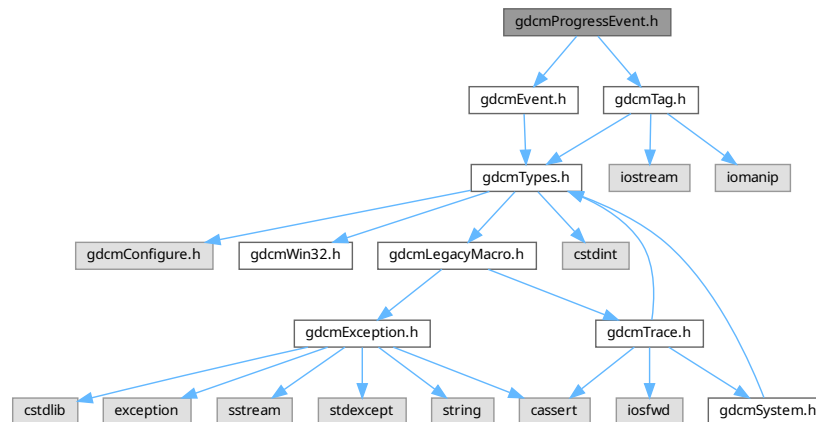 gdcmProgressEvent.h
gdcmEvent.h
gdcmTag.h
gdcmTypes.h
iostream
iomanip
gdcmConfigure.h
gdcmWin32.h
gdcmLegacyMacro.h
cstdint
gdcmException.h
gdcmTrace.h
cstdlib
exception
sstream
stdexcept
string
cassert
iosfwd
gdcmSystem.h